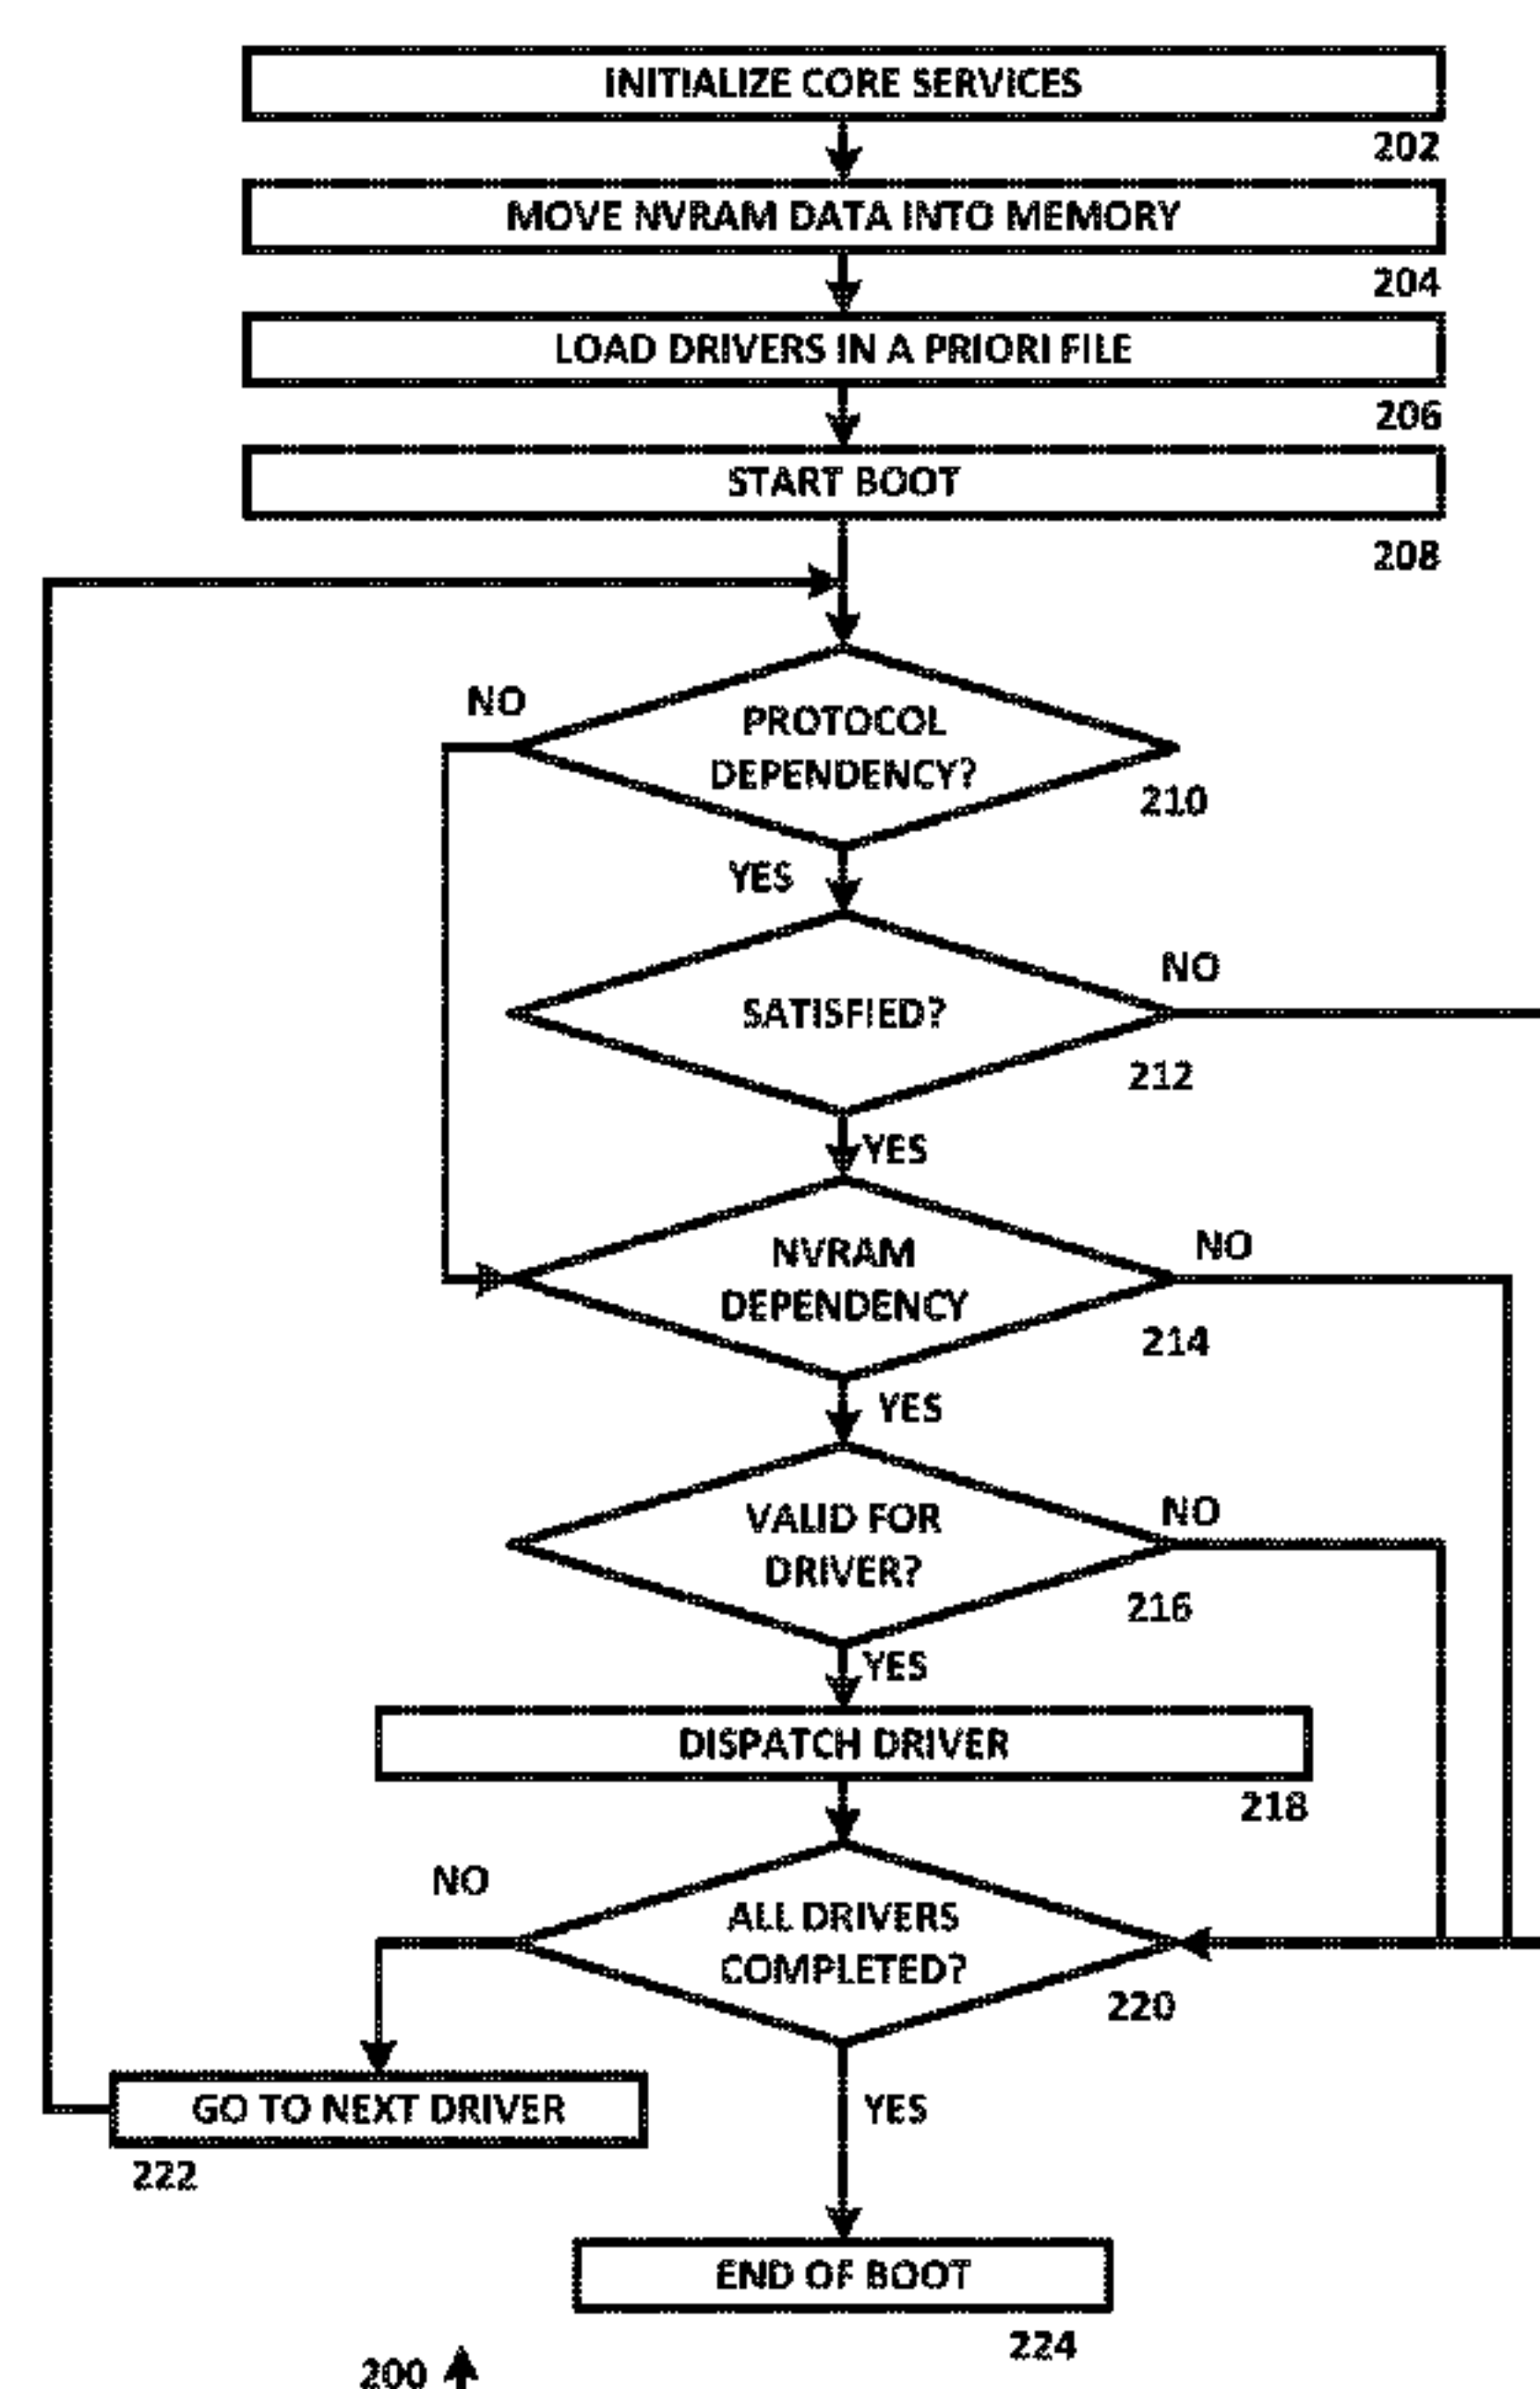 INITIALIZE CORE SERVICES
202
MOVE NVRAM DATA INTO MEMORY
204
LOAD DRIVERS IN A PRIORI FILE
206
START BOOT
208
NO
PROTOCOL
DEPENDENCY?
210
YES
NO
SATISFIED?
212
YES
NVRAM
DEPENDENCY
NO
214
YES
VALID FOR
DRIVER?
NO
216
YES
DISPATCH DRIVER
218
NO
ALL DRIVERS
COMPLETED?
220
GO TO NEXT DRIVER
YES
222
END OF BOOT
224
200